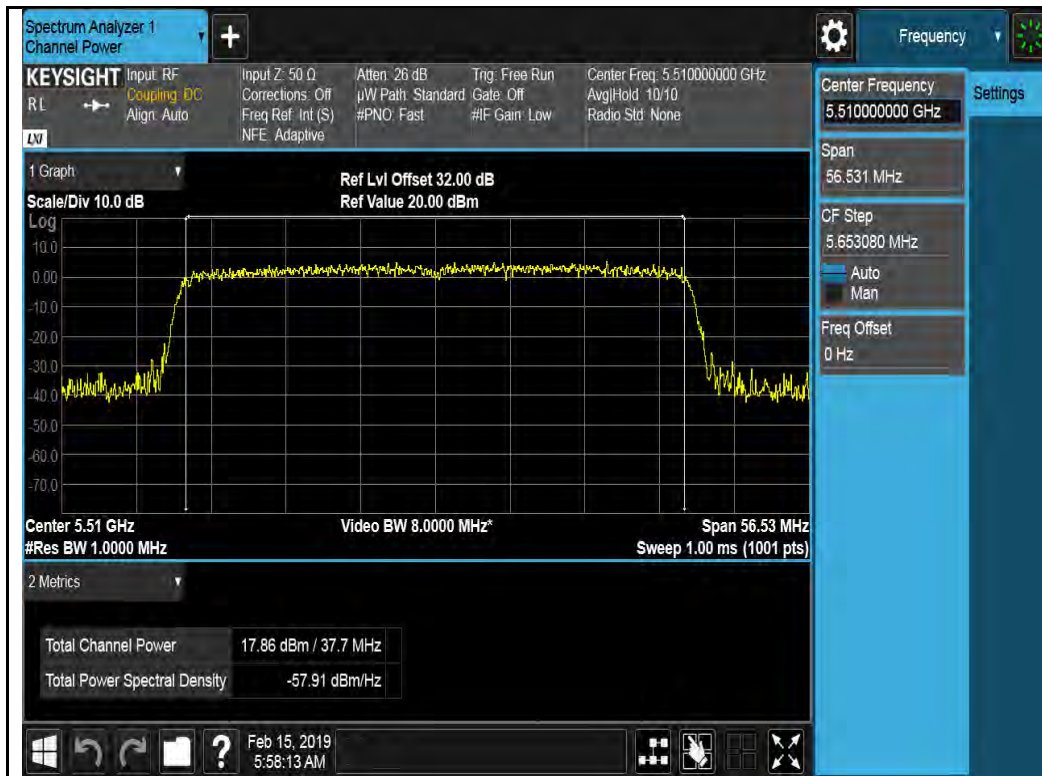 Spectrum Analyzer 1
Channel Power
+
Frequency
KEYSIGHT
RL
LXI
Input: RF
Coupling: DC
Align: Auto
Input Z: 50 Ω
Corrections: Off
Freq Ref: Int (S)
NFE: Adaptive
Atten: 26 dB
µW Path: Standard
#PNO: Fast
Trig: Free Run
Gate: Off
#IF Gain: Low
Center Freq: 5.510000000 GHz
Avg|Hold: 10/10
Radio Std: None
Center Frequency
5.510000000 GHz
Settings
Span
56.531 MHz
CF Step
5.653080 MHz
Auto
Man
Freq Offset
0 Hz
1 Graph
Scale/Div 10.0 dB
Ref Lvl Offset 32.00 dB
Ref Value 20.00 dBm
Log
10.0
0.00
-10.0
-20.0
-30.0
-40.0
-50.0
-60.0
-70.0
Center 5.51 GHz
Video BW 8.0000 MHz*
Span 56.53 MHz
#Res BW 1.0000 MHz
Sweep 1.00 ms (1001 pts)
2 Metrics
Total Channel Power 17.86 dBm / 37.7 MHz
Total Power Spectral Density -57.91 dBm/Hz
?
Feb 15, 2019
5:58:13 AM